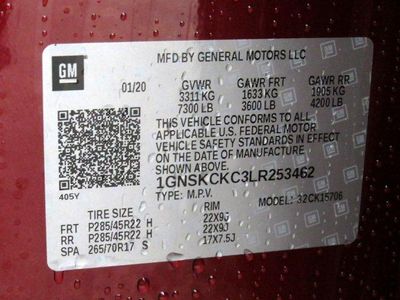 MFD BY GENERAL MOTORS LLC
GM
01/20 GVWR GAWR FRT GAWR RR
3311 KG 1633 KG 1905 KG
7300 LB 3600 LB 4200 LB
THIS VEHICLE CONFORMS TO ALL
APPLICABLE U.S. FEDERAL MOTOR
VEHICLE SAFETY STANDARDS IN EFFECT
ON THE DATE OF MANUFACTURE
SHOWN ABOVE.
1GNSKCKC3LR253462
405Y TYPE: M.P.V. MODEL: 32CK15706
TIRE SIZE RIM
FRT P285/45R22 H 22X9J
RR P285/45R22 H 22X9J
SPA 265/70R17 S 17X7.5J